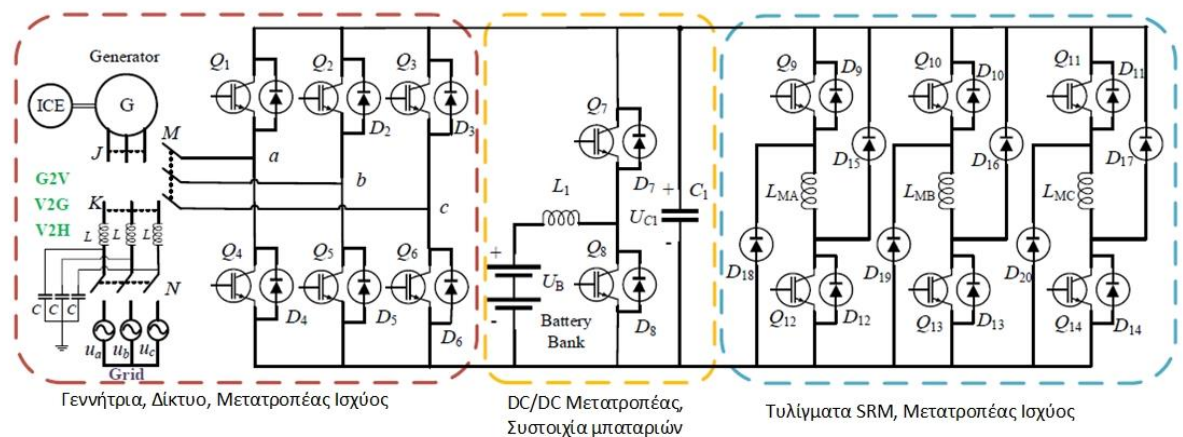 Generator
ICE
G
J
M
G2V
V2G
V2H
K
L L L
C C C
N
uₐ u_b u_c
Grid
Q₁
Q₂
Q₃
D₂
D₃
a
b
c
Q₄
Q₅
Q₆
D₄
D₅
D₆
Γεννήτρια, Δίκτυο, Μετατροπέας Ισχύος
Q₇
D₇
L₁
+
C₁
U_C1
-
Q₈
+
U_B
-
Battery
Bank
D₈
DC/DC Μετατροπέας,
Συστοιχία μπαταριών
Q₉
D₉
Q₁₀
D₁₀
Q₁₁
D₁₁
D₁₅
D₁₆
D₁₇
L_MA
L_MB
L_MC
D₁₈
D₁₉
D₂₀
Q₁₂
D₁₂
Q₁₃
D₁₃
Q₁₄
D₁₄
Τυλίγματα SRM, Μετατροπέας Ισχύος